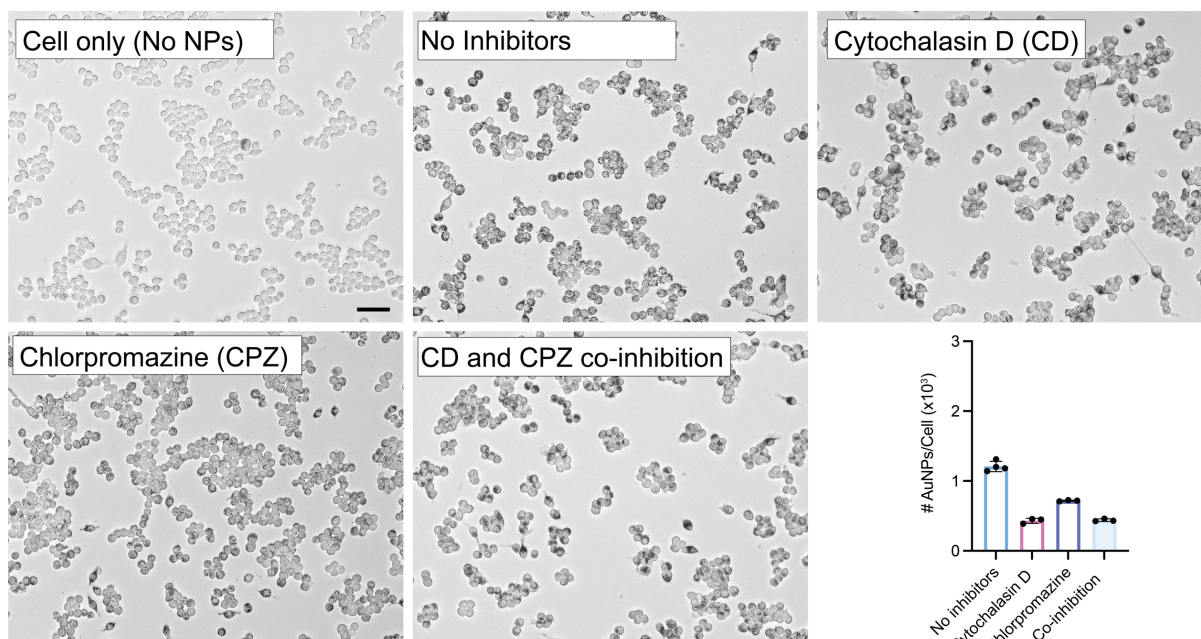 Cell only (No NPs)
No Inhibitors
Cytochalasin D (CD)
Chlorpromazine (CPZ)
CD and CPZ co-inhibition
# AuNPs/Cell (x10³)
3
2
1
0
No inhibitors
Cytochalasin D
Chlorpromazine
Co-inhibition